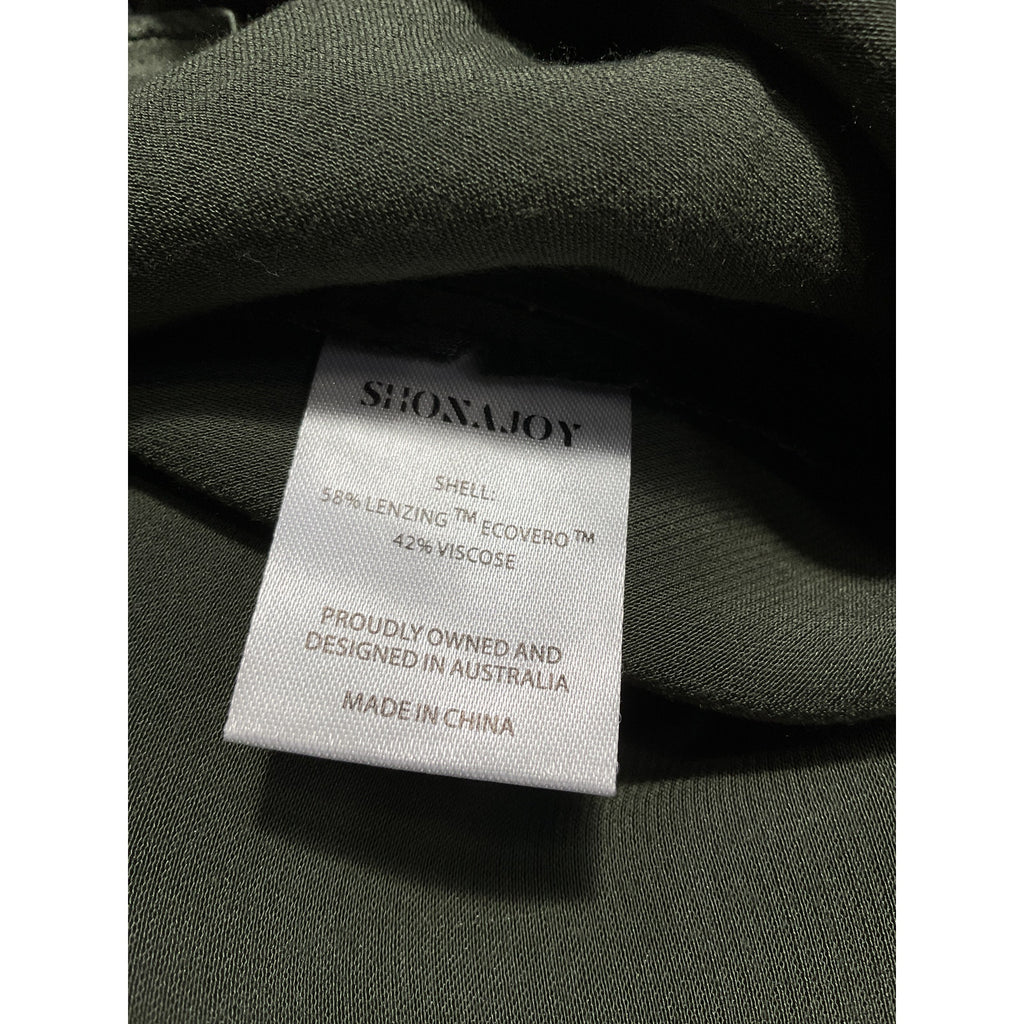 SHONAJOY
SHELL:
58% LENZING™ ECOVERO™
42% VISCOSE
PROUDLY OWNED AND
DESIGNED IN AUSTRALIA
MADE IN CHINA